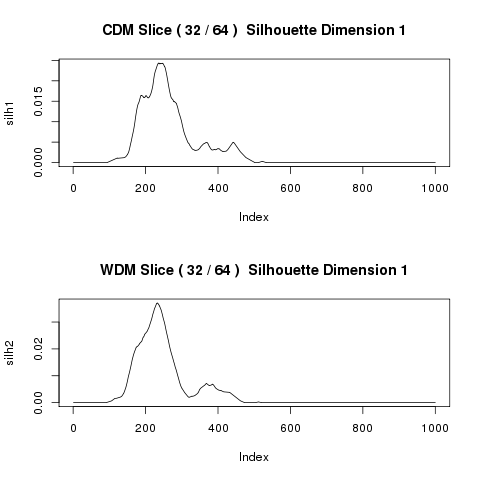 CDM Slice ( 32 / 64 )  Silhouette Dimension 1
silh1
0.015
0.000
0 200 400 600 800 1000
Index
WDM Slice ( 32 / 64 )  Silhouette Dimension 1
silh2
0.02
0.00
0 200 400 600 800 1000
Index